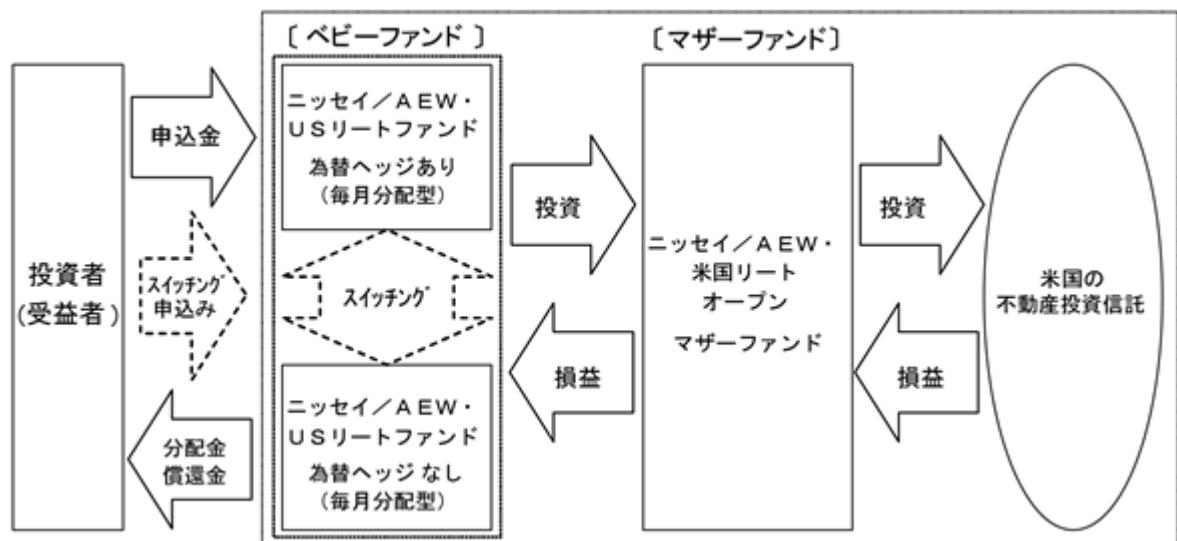 〔 ベビーファンド 〕
〔マザーファンド〕
投資者
(受益者)
申込金
スイッチング
申込み
分配金
償還金
ニッセイ／ＡＥＷ・
ＵＳリートファンド
為替ヘッジあり
(毎月分配型)
スイッチング
ニッセイ／ＡＥＷ・
ＵＳリートファンド
為替ヘッジ なし
(毎月分配型)
投資
損益
ニッセイ／ＡＥＷ・
米国リート
オープン
マザーファンド
投資
損益
米国の
不動産投資信託